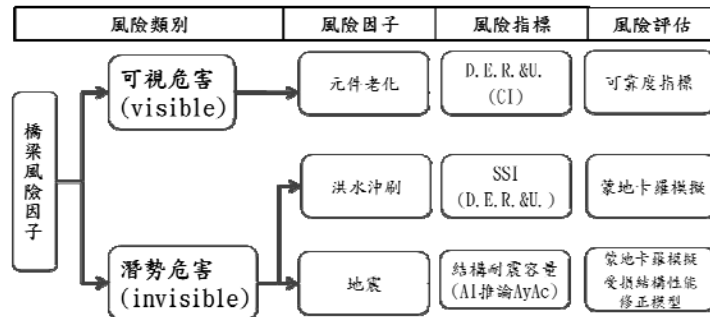 風險類別 風險因子 風險指標 風險評估
橋梁風險因子
可視危害
(visible)
元件老化
D.E.R.&U.
(CI)
可靠度指標
洪水沖刷
SSI
(D.E.R.&U.)
蒙地卡羅模擬
潛勢危害
(invisible)
地震
結構耐震容量
(AI推論AyAc)
蒙地卡羅模擬
受損結構性能
修正模型